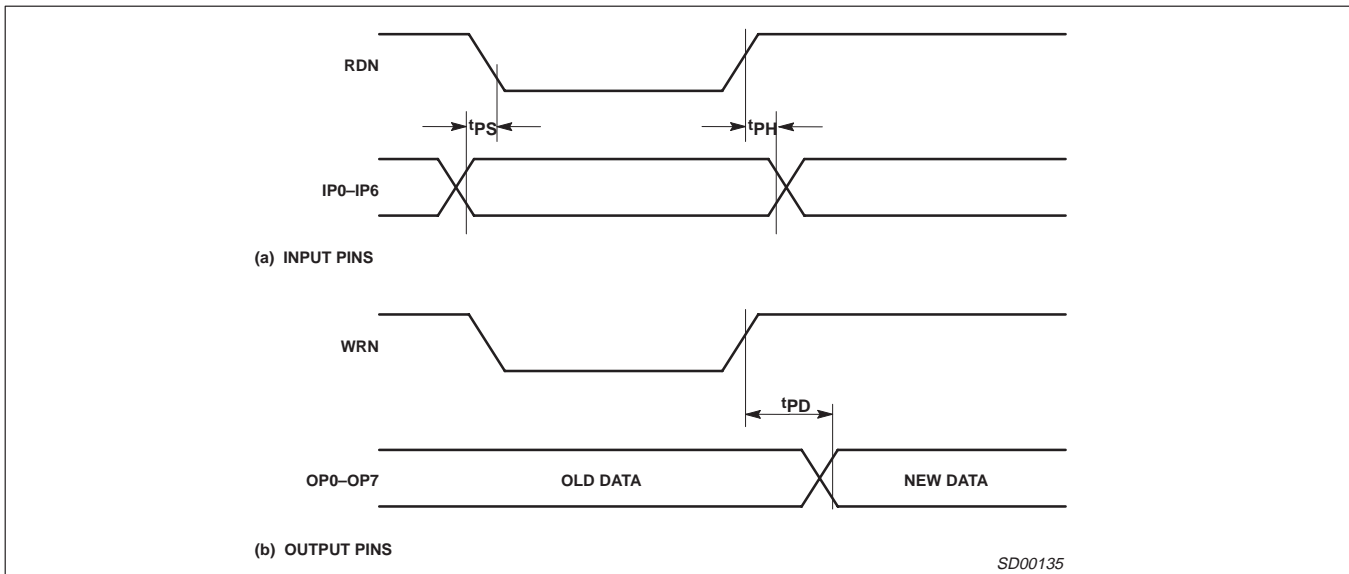 RDN
tPS
tPH
IP0–IP6
(a) INPUT PINS
WRN
tPD
OP0–OP7
OLD DATA
NEW DATA
(b) OUTPUT PINS
SD00135